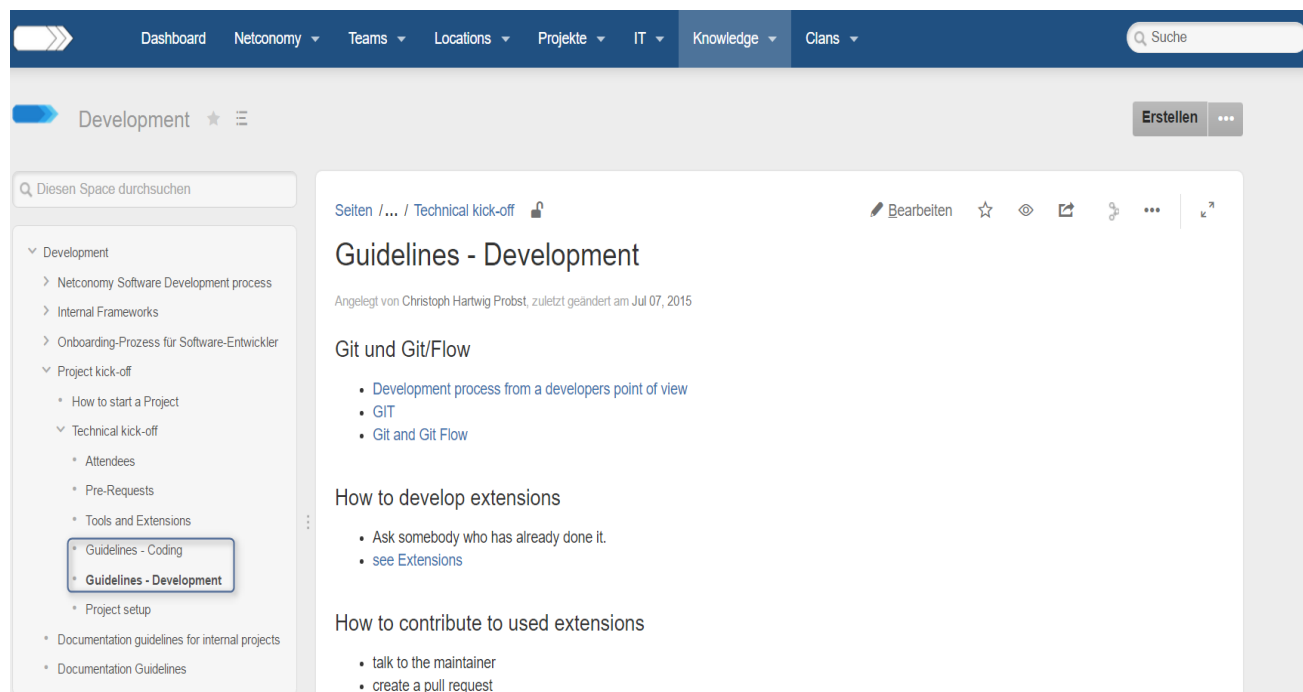 Dashboard Netconomy Teams Locations Projekte IT Knowledge Clans Suche
Development Erstellen
Diesen Space durchsuchen
Development
Netconomy Software Development process
Internal Frameworks
Onboarding-Prozess für Software-Entwickler
Project kick-off
How to start a Project
Technical kick-off
Attendees
Pre-Requests
Tools and Extensions
Guidelines - Coding
Guidelines - Development
Project setup
Documentation guidelines for internal projects
Documentation Guidelines
Seiten /... / Technical kick-off Bearbeiten
Guidelines - Development
Angelegt von Christoph Hartwig Probst, zuletzt geändert am Jul 07, 2015
Git und Git/Flow
• Development process from a developers point of view
• GIT
• Git and Git Flow
How to develop extensions
• Ask somebody who has already done it.
• see Extensions
How to contribute to used extensions
• talk to the maintainer
• create a pull request